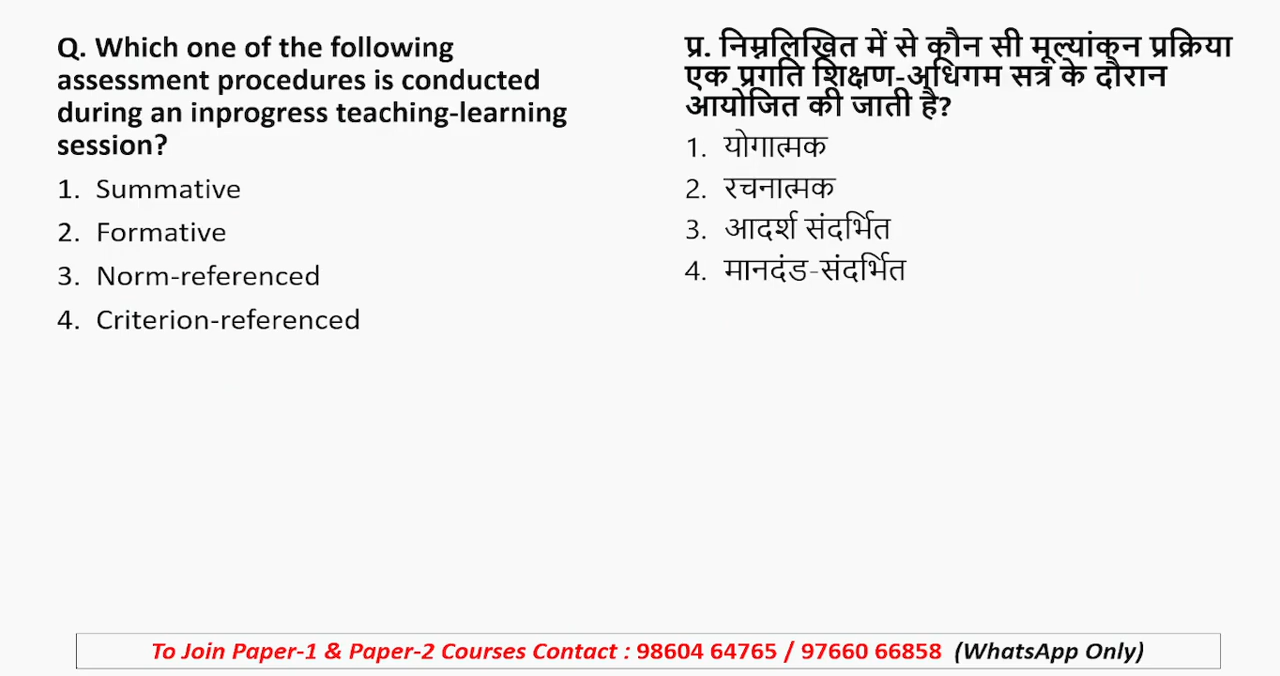 Q. Which one of the following
assessment procedures is conducted
during an inprogress teaching-learning
session?
1. Summative
2. Formative
3. Norm-referenced
4. Criterion-referenced
प्र. निम्नलिखित में से कौन सी मूल्यांकन प्रक्रिया
एक प्रगति शिक्षण-अधिगम सत्र के दौरान
आयोजित की जाती है?
1. योगात्मक
2. रचनात्मक
3. आदर्श संदर्भित
4. मानदंड-संदर्भित
To Join Paper-1 & Paper-2 Courses Contact : 98604 64765 / 97660 66858 (WhatsApp Only)